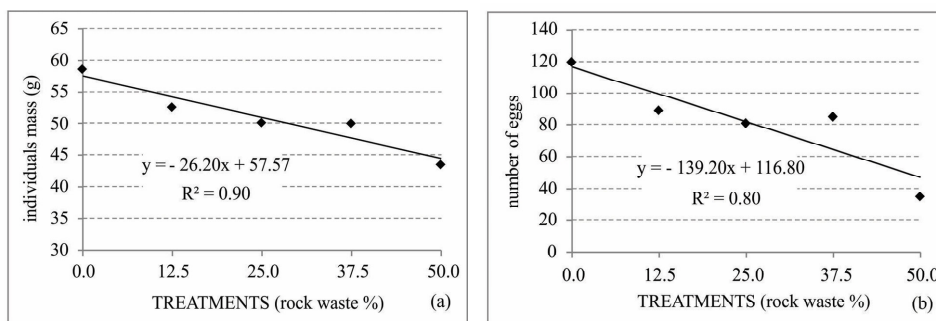 65
60
55
50
45
40
35
30
individuals mass (g)
y = - 26.20x + 57.57
R² = 0.90
0.0 12.5 25.0 37.5 50.0
TREATMENTS (rock waste %) (a)
140
120
100
80
60
40
20
0
number of eggs
y = - 139.20x + 116.80
R² = 0.80
0.0 12.5 25.0 37.5 50.0
TREATMENTS (rock waste %) (b)